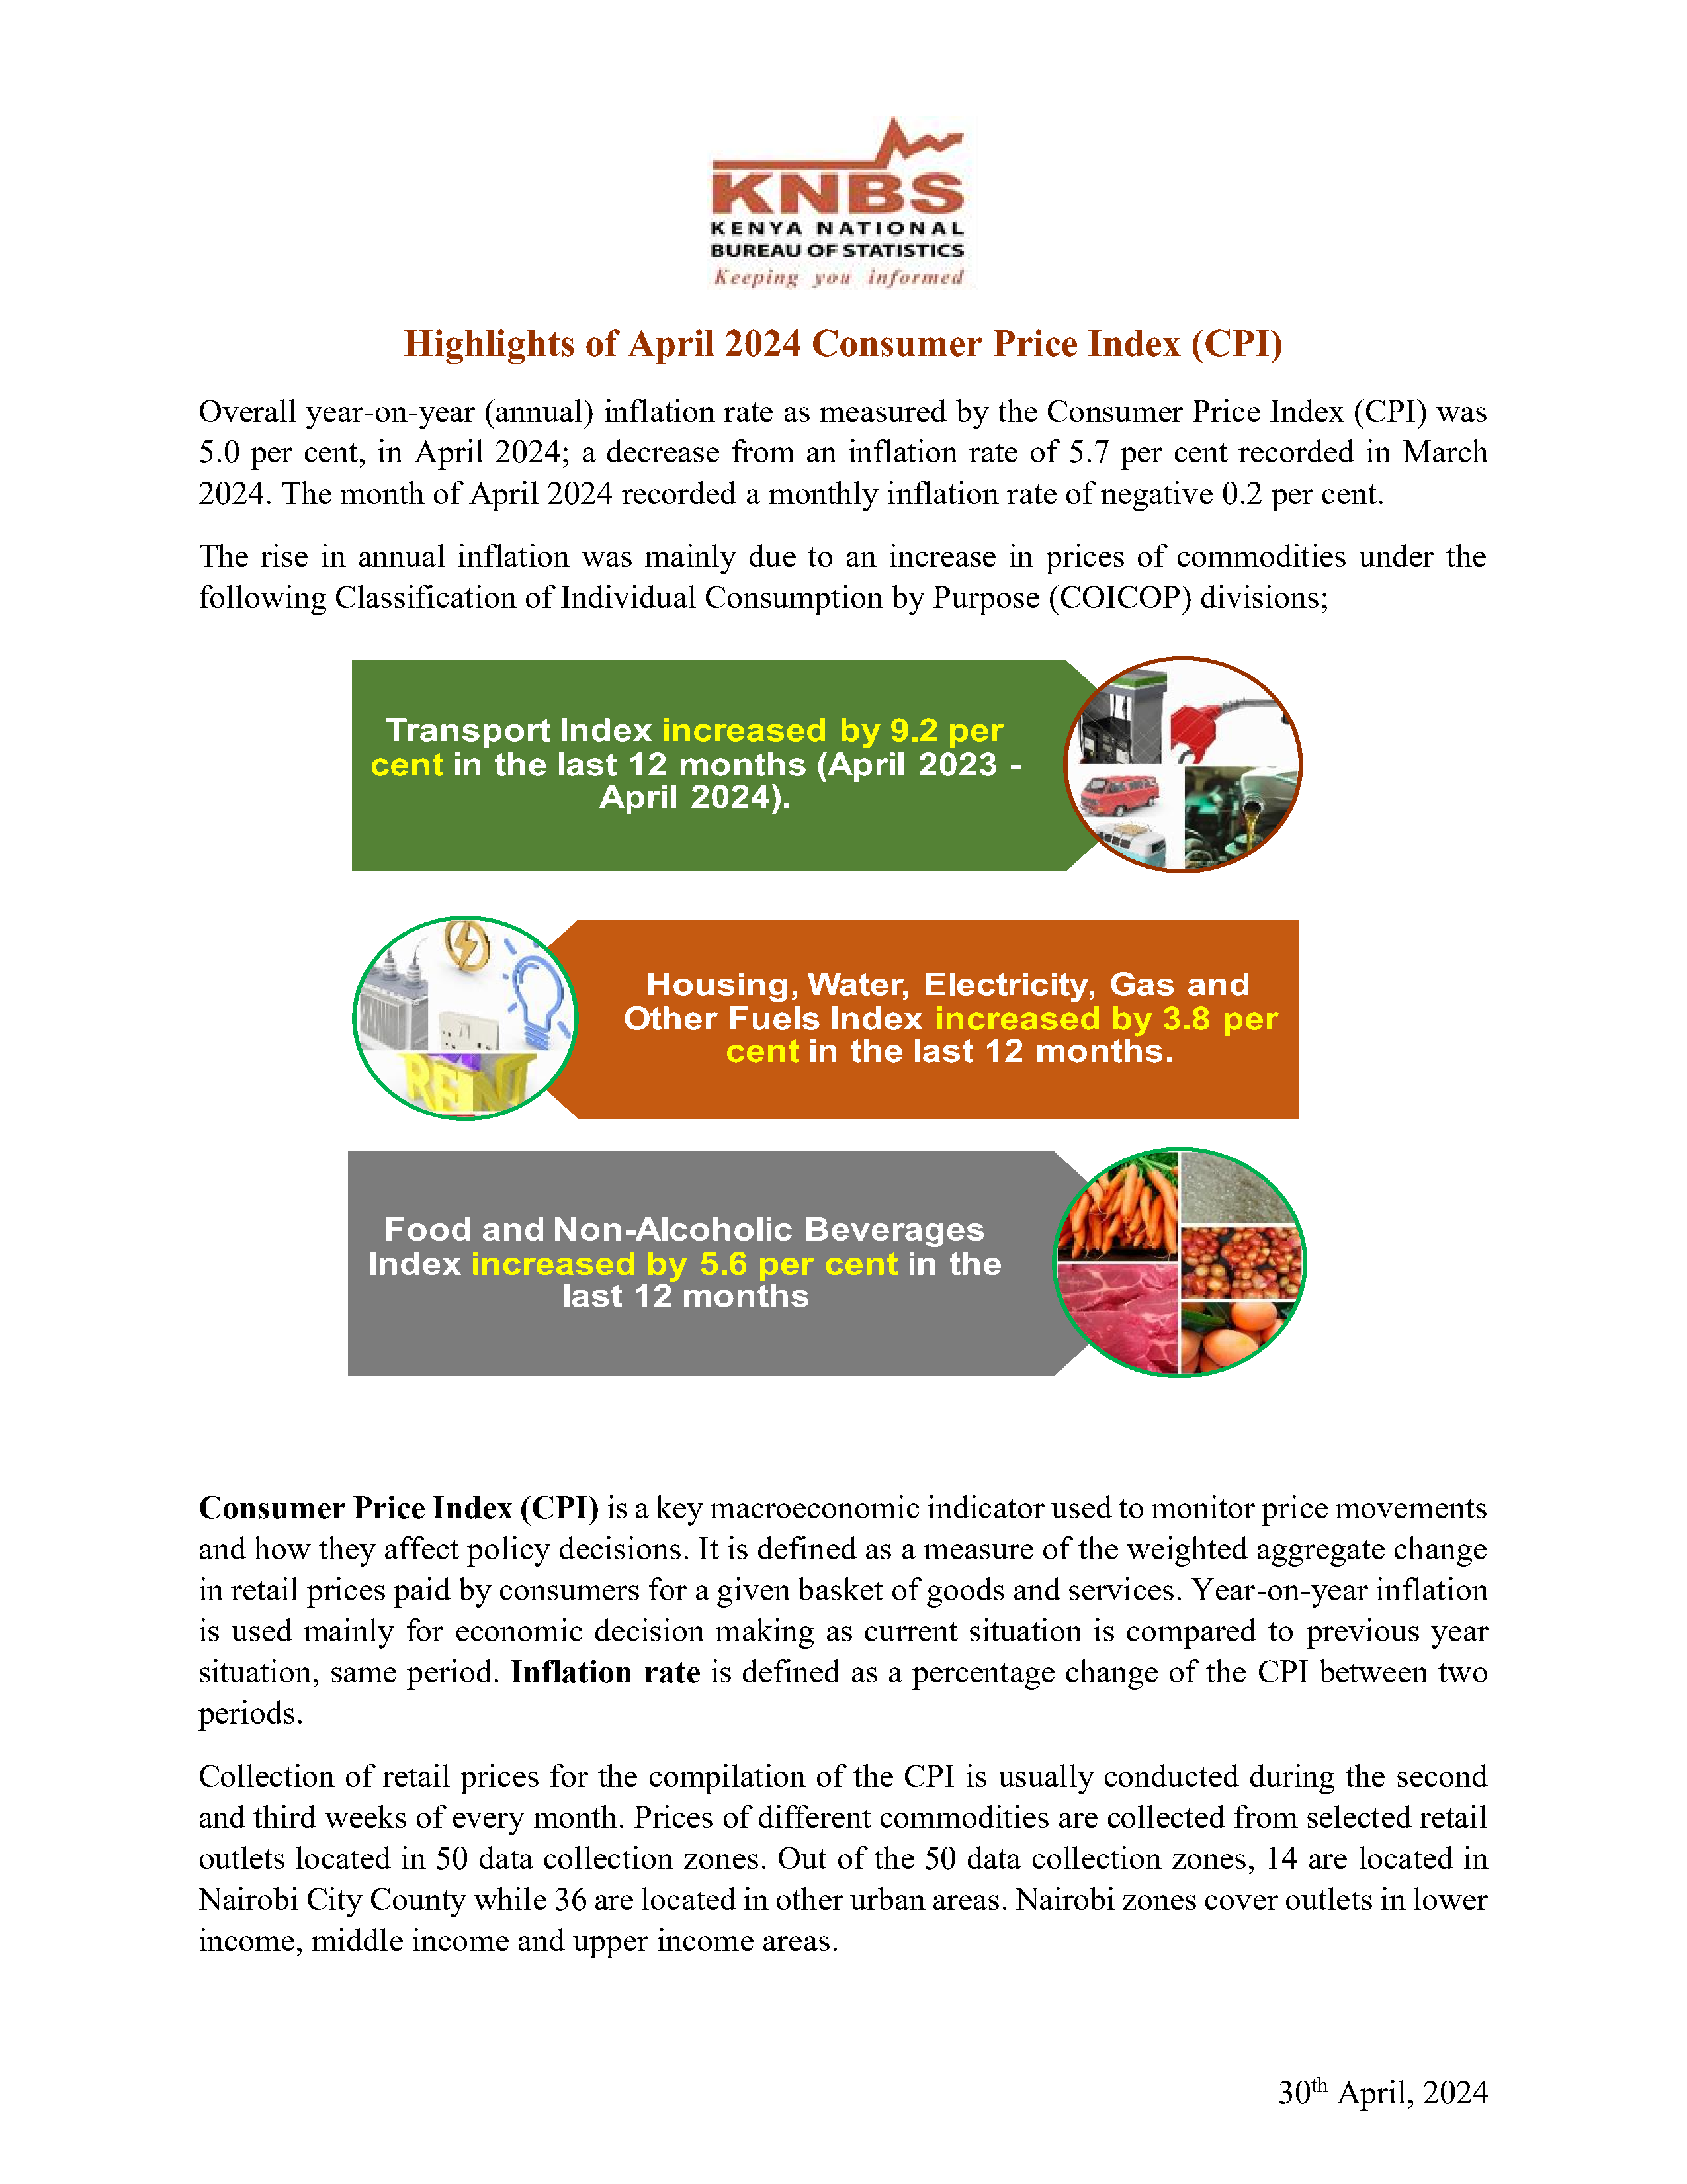 KNBS
KENYA NATIONAL
BUREAU OF STATISTICS
Keeping you informed
Highlights of April 2024 Consumer Price Index (CPI)
Overall year-on-year (annual) inflation rate as measured by the Consumer Price Index (CPI) was
5.0 per cent, in April 2024; a decrease from an inflation rate of 5.7 per cent recorded in March
2024. The month of April 2024 recorded a monthly inflation rate of negative 0.2 per cent.
The rise in annual inflation was mainly due to an increase in prices of commodities under the
following Classification of Individual Consumption by Purpose (COICOP) divisions;
Transport Index increased by 9.2 per
cent in the last 12 months (April 2023 -
April 2024).
Housing, Water, Electricity, Gas and
Other Fuels Index increased by 3.8 per
cent in the last 12 months.
RENT
Food and Non-Alcoholic Beverages
Index increased by 5.6 per cent in the
last 12 months
Consumer Price Index (CPI) is a key macroeconomic indicator used to monitor price movements
and how they affect policy decisions. It is defined as a measure of the weighted aggregate change
in retail prices paid by consumers for a given basket of goods and services. Year-on-year inflation
is used mainly for economic decision making as current situation is compared to previous year
situation, same period. Inflation rate is defined as a percentage change of the CPI between two
periods.
Collection of retail prices for the compilation of the CPI is usually conducted during the second
and third weeks of every month. Prices of different commodities are collected from selected retail
outlets located in 50 data collection zones. Out of the 50 data collection zones, 14 are located in
Nairobi City County while 36 are located in other urban areas. Nairobi zones cover outlets in lower
income, middle income and upper income areas.
30th April, 2024